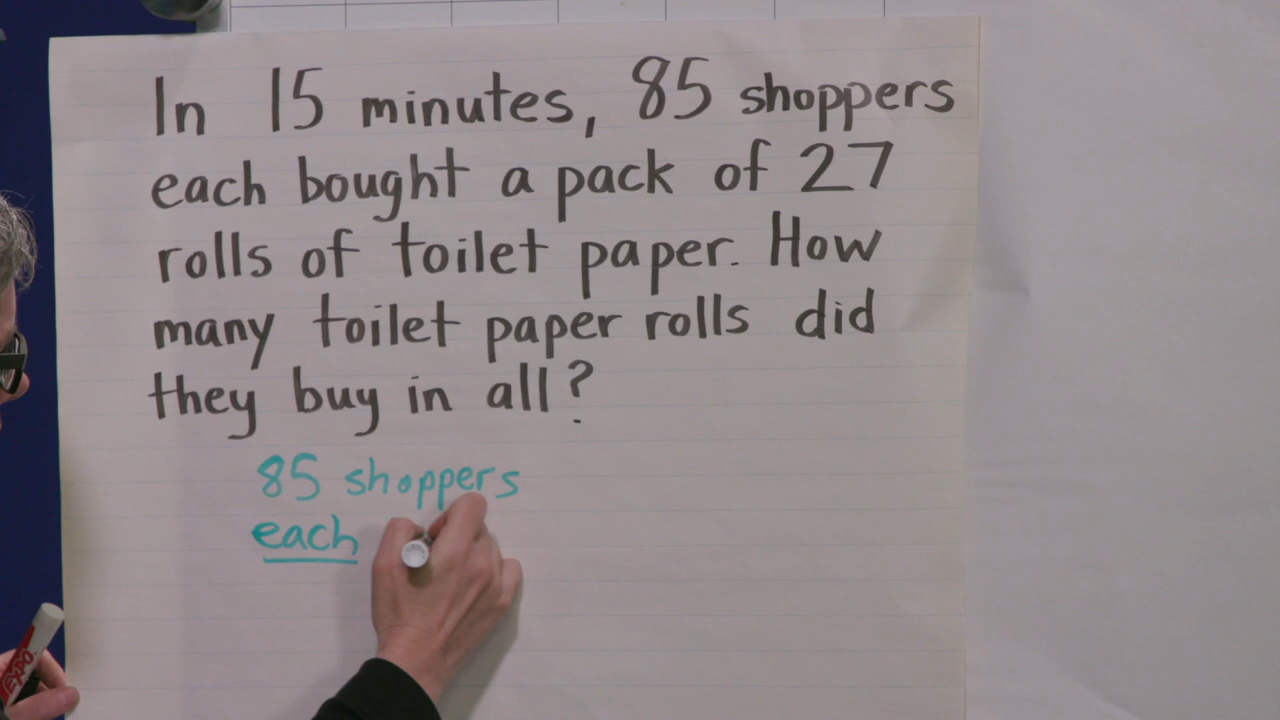 In 15 minutes, 85 shoppers
each bought a pack of 27
rolls of toilet paper. How
many toilet paper rolls did
they buy in all?
85 shoppers
each
EXPO